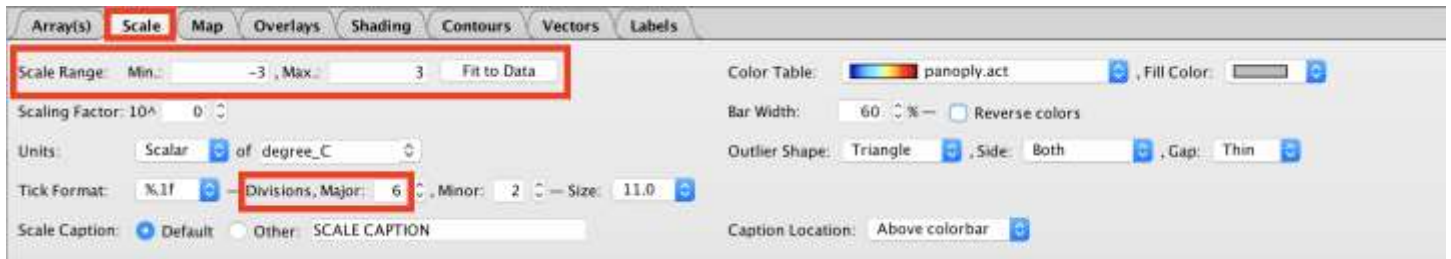 Array(s) Scale Map Overlays Shading Contours Vectors Labels
Scale Range: Min.: -3 , Max.: 3 Fit to Data Color Table: panoply.act , Fill Color:
Scaling Factor: 10^ 0 Bar Width: 60 % — Reverse colors
Units: Scalar of degree_C Outlier Shape: Triangle , Side: Both , Gap: Thin
Tick Format: %.1f — Divisions, Major: 6 , Minor: 2 — Size: 11.0
Scale Caption: Default Other: SCALE CAPTION Caption Location: Above colorbar